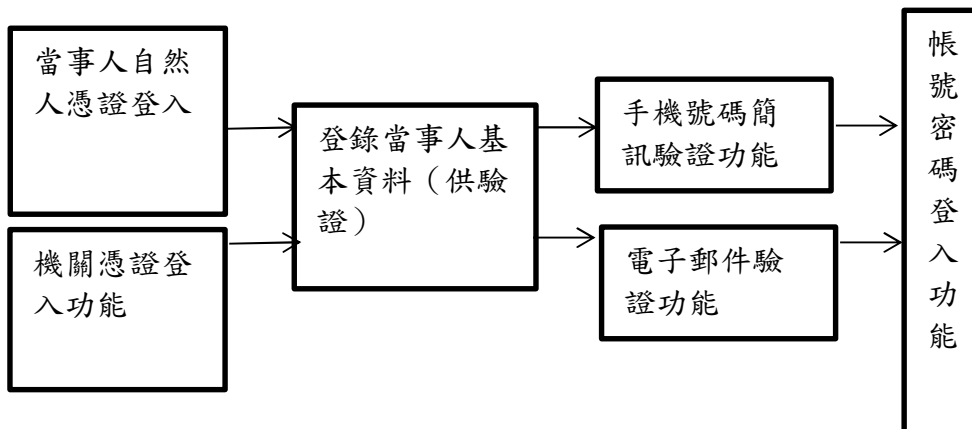 當事人自然
人憑證登入
機關憑證登
入功能
登錄當事人基
本資料（供驗
證）
手機號碼簡
訊驗證功能
電子郵件驗
證功能
帳
號
密
碼
登
入
功
能